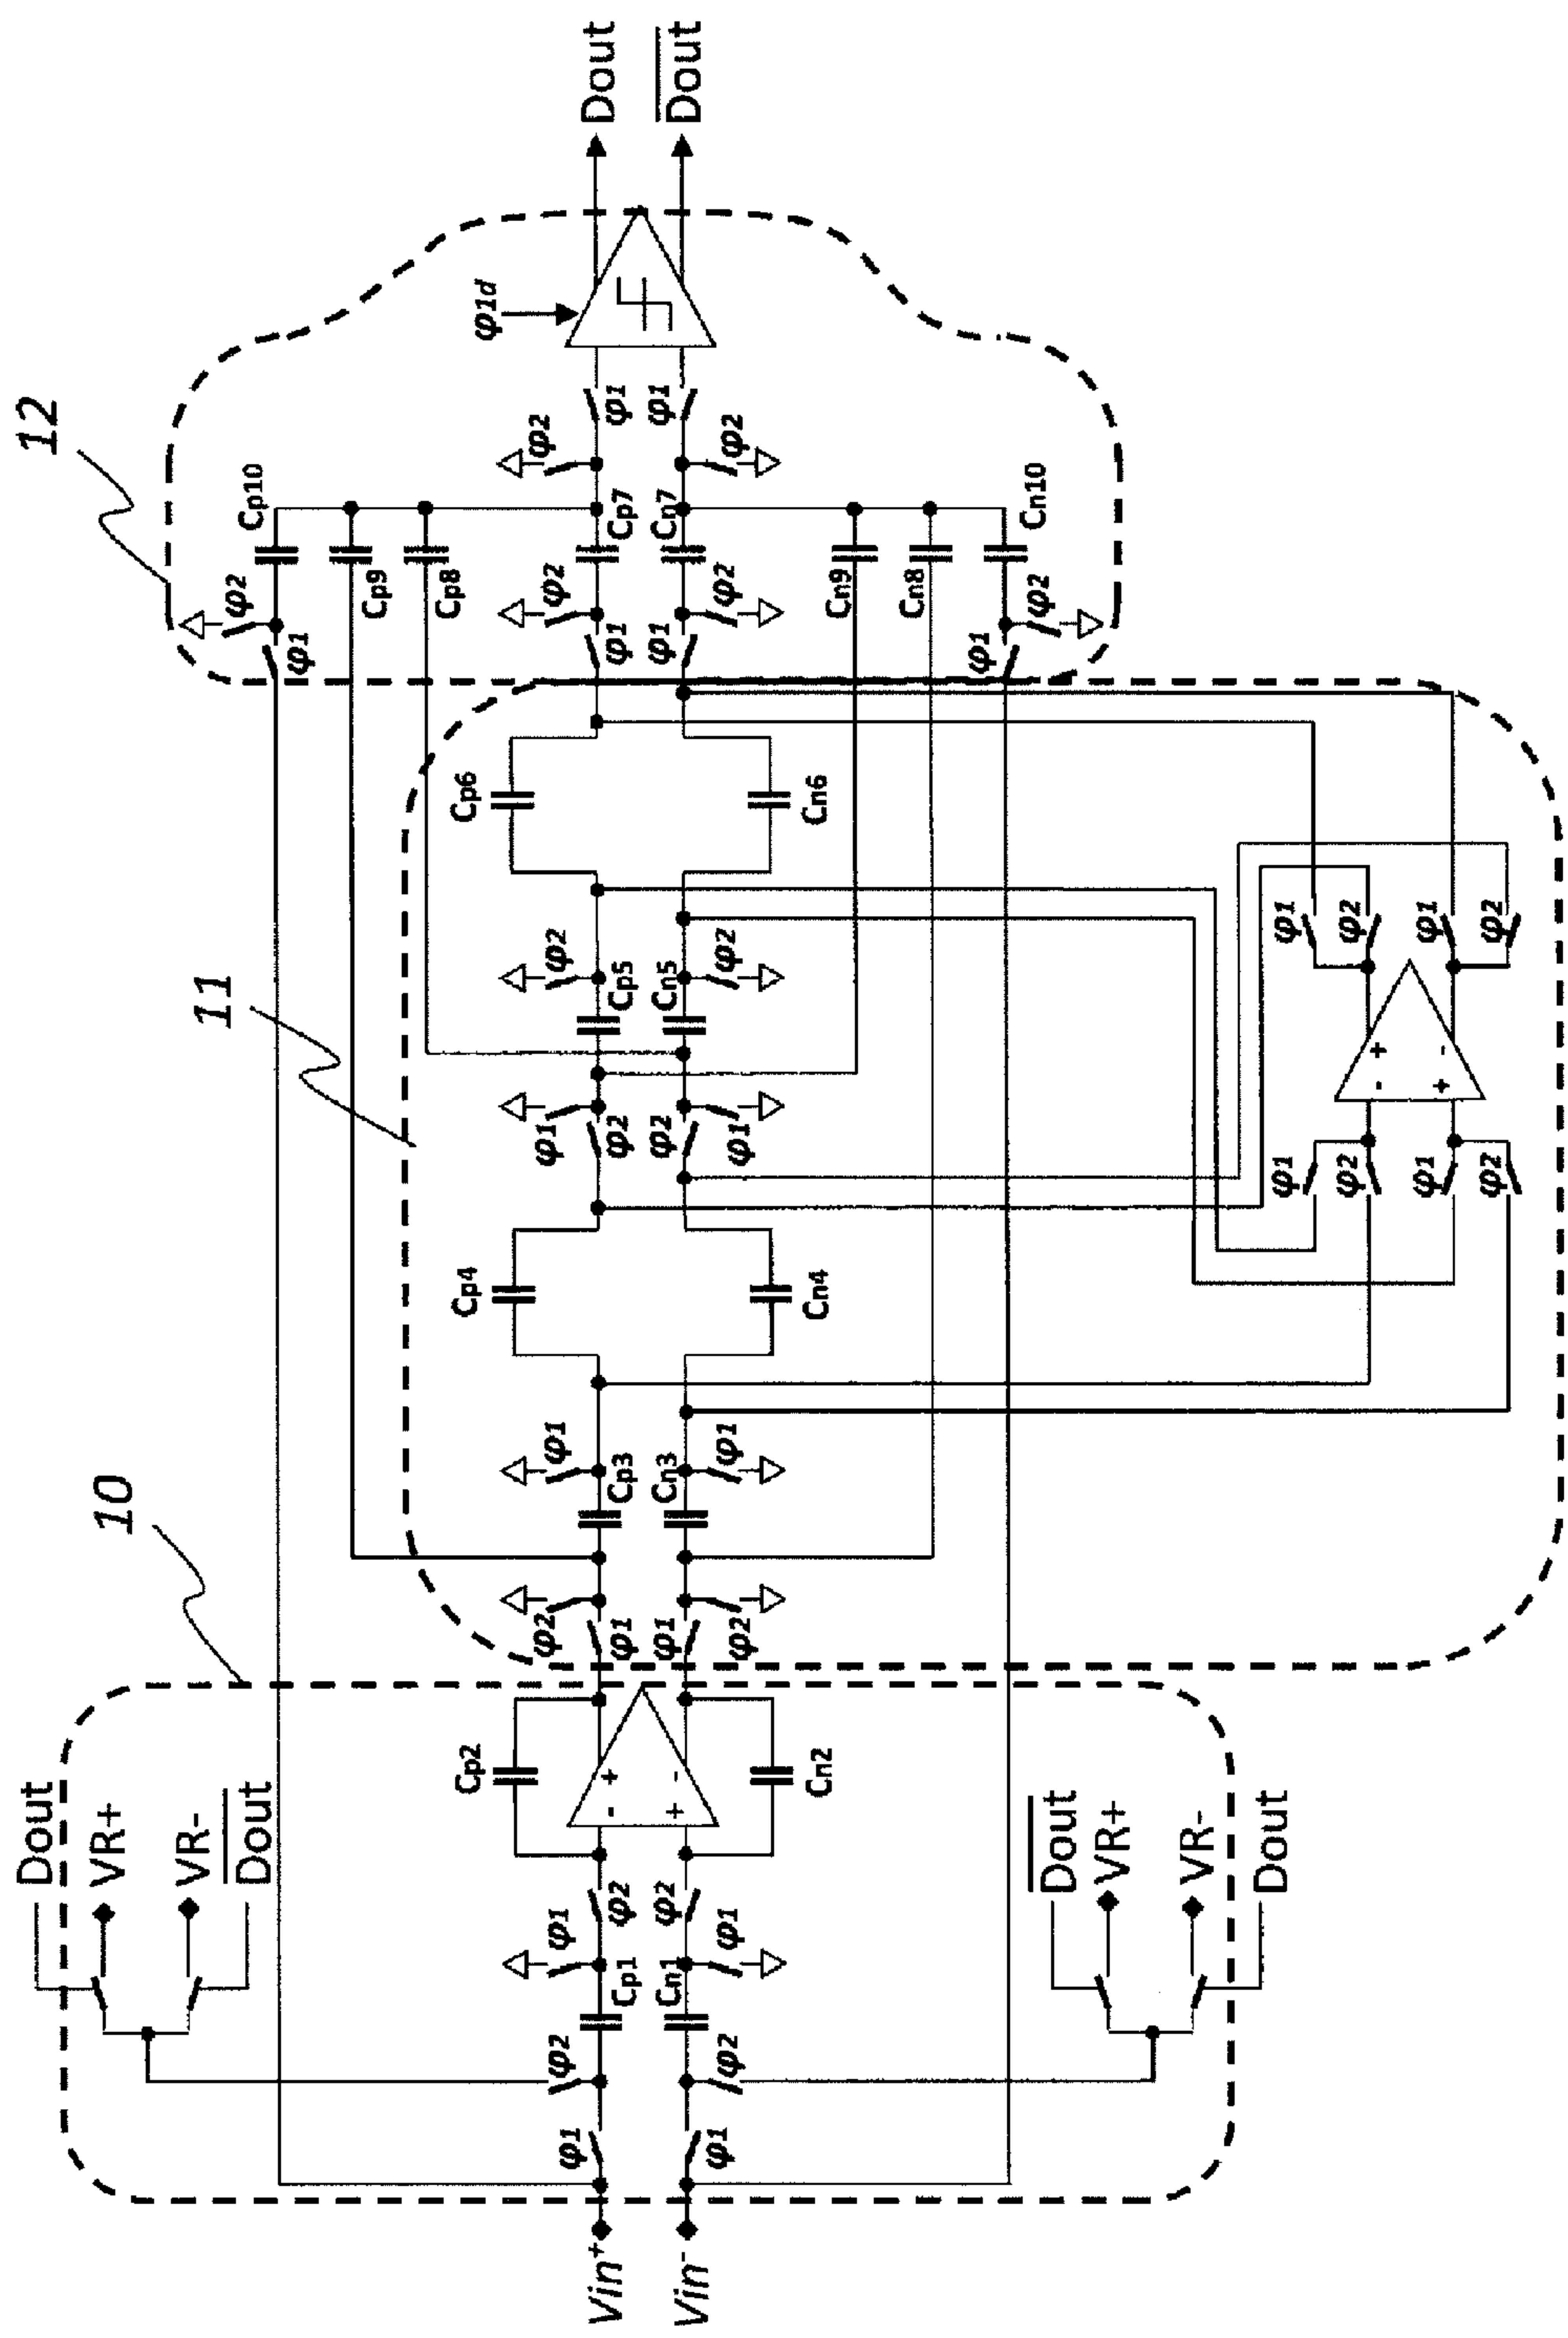 12
φ1d
Dout
D̅o̅u̅t̅
Cp10
φ2
φ1
Cp9
Cp8
φ2
φ1
Cp7
φ2
φ1
Cn7
φ1
φ2
φ1
φ2
Cn9
Cn8
Cn10
φ2
φ1
11
Cp6
Cn6
φ2
Cp5
Cn5
φ2
φ1
φ2
φ2
φ1
φ1
φ2
φ1
φ2
+
-
-
+
φ1
φ2
φ1
φ2
Cp4
Cn4
φ1
Cp3
Cn3
φ1
φ2
φ1
φ1
φ2
10
Dout
VR+
VR-
D̅o̅u̅t̅
Cp2
Cn2
-
+
+
-
φ2
φ2
φ1
φ1
Cp1
Cn1
φ2
φ2
φ1
φ1
D̅o̅u̅t̅
VR+
VR-
Dout
Vin+
Vin-